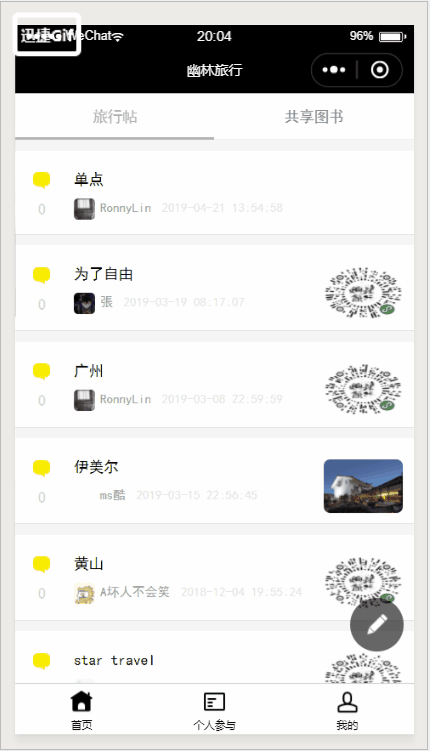 迅捷GIF WeChat 20:04 96%
幽林旅行
旅行帖 共享图书
单点
0 RonnyLin 2019-04-21 13:54:58
为了自由
0 張 2019-03-19 08:17:07
广州
0 RonnyLin 2019-03-08 22:59:59
伊美尔
0 ms酷 2019-03-15 22:56:45
黄山
0 A坏人不会笑 2018-12-04 19:55:24
star travel
首页 个人参与 我的